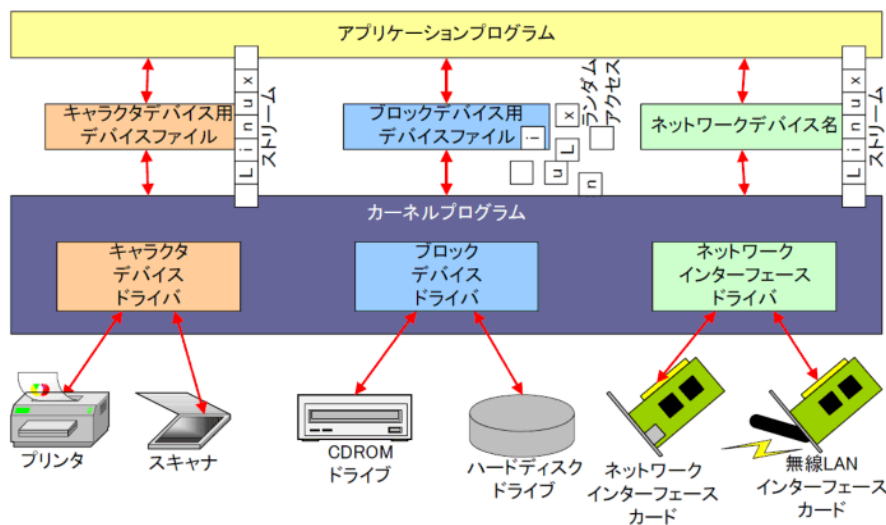 アプリケーションプログラム
キャラクタデバイス用
デバイスファイル
Linux
ストリーム
ブロックデバイス用
デバイスファイル
i
x
L
u
n
ランダム
アクセス
ネットワークデバイス名
Linux
ストリーム
カーネルプログラム
キャラクタ
デバイス
ドライバ
ブロック
デバイス
ドライバ
ネットワーク
インターフェース
ドライバ
プリンタ
スキャナ
CDROM
ドライブ
ハードディスク
ドライブ
ネットワーク
インターフェース
カード
無線LAN
インターフェース
カード